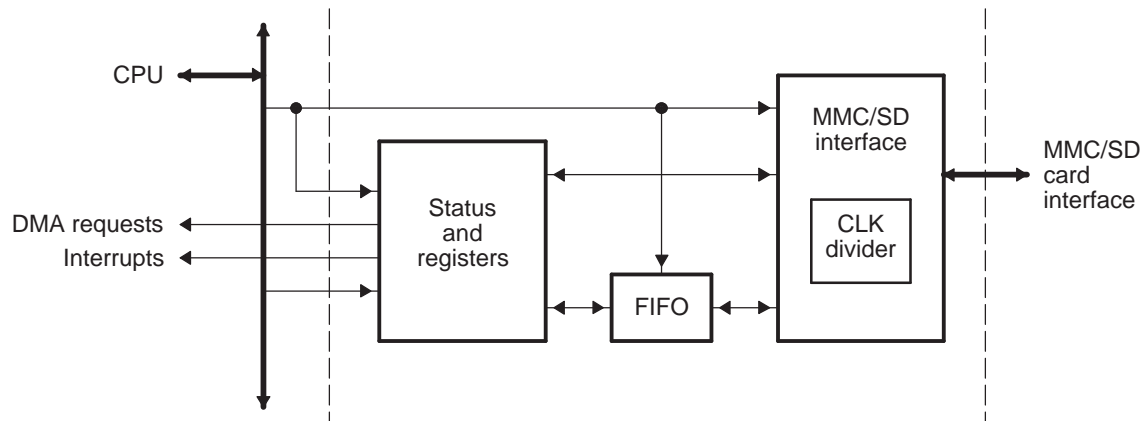 CPU
MMC/SD
interface
MMC/SD
card
interface
Status
and
registers
CLK
divider
DMA requests
Interrupts
FIFO